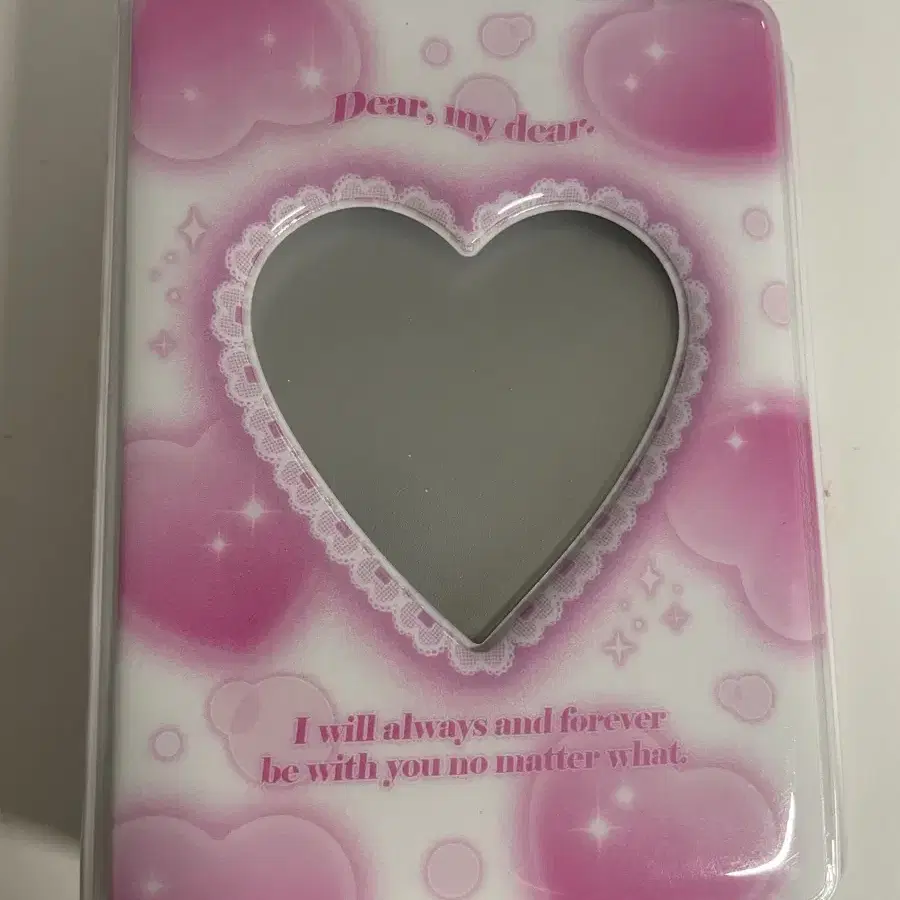 Dear, my dear.
I will always and forever
be with you no matter what.